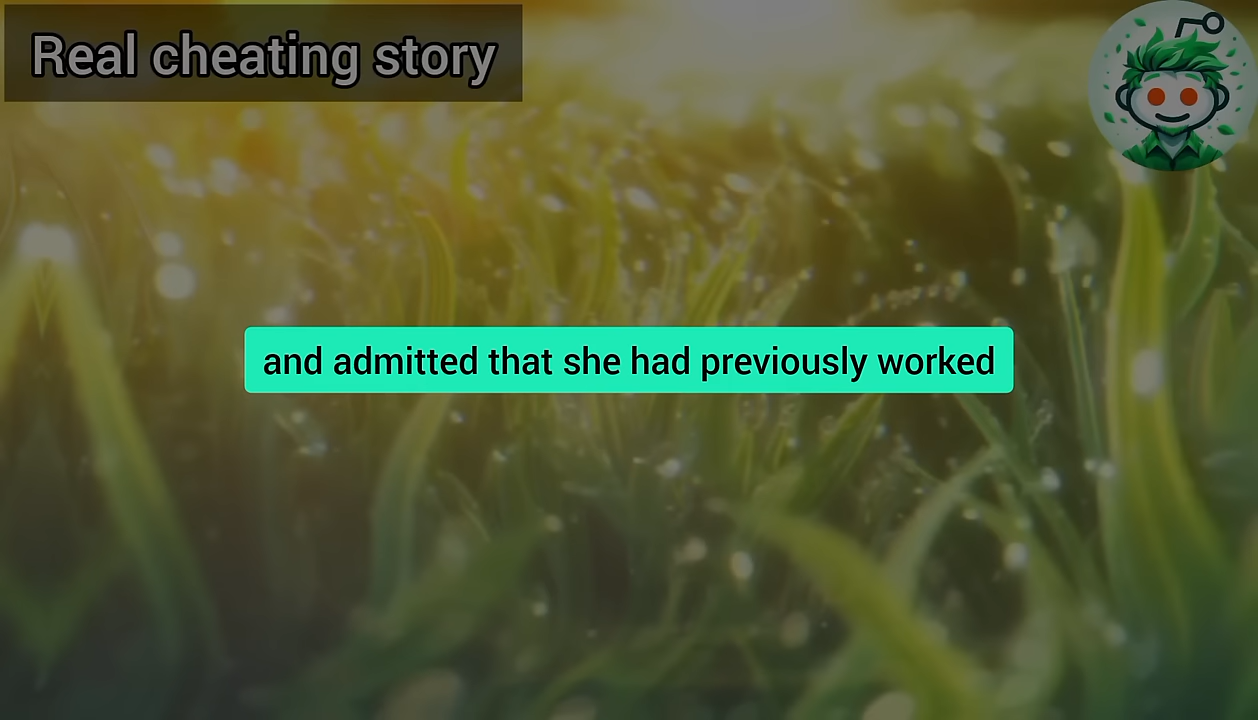 Real cheating story
and admitted that she had previously worked